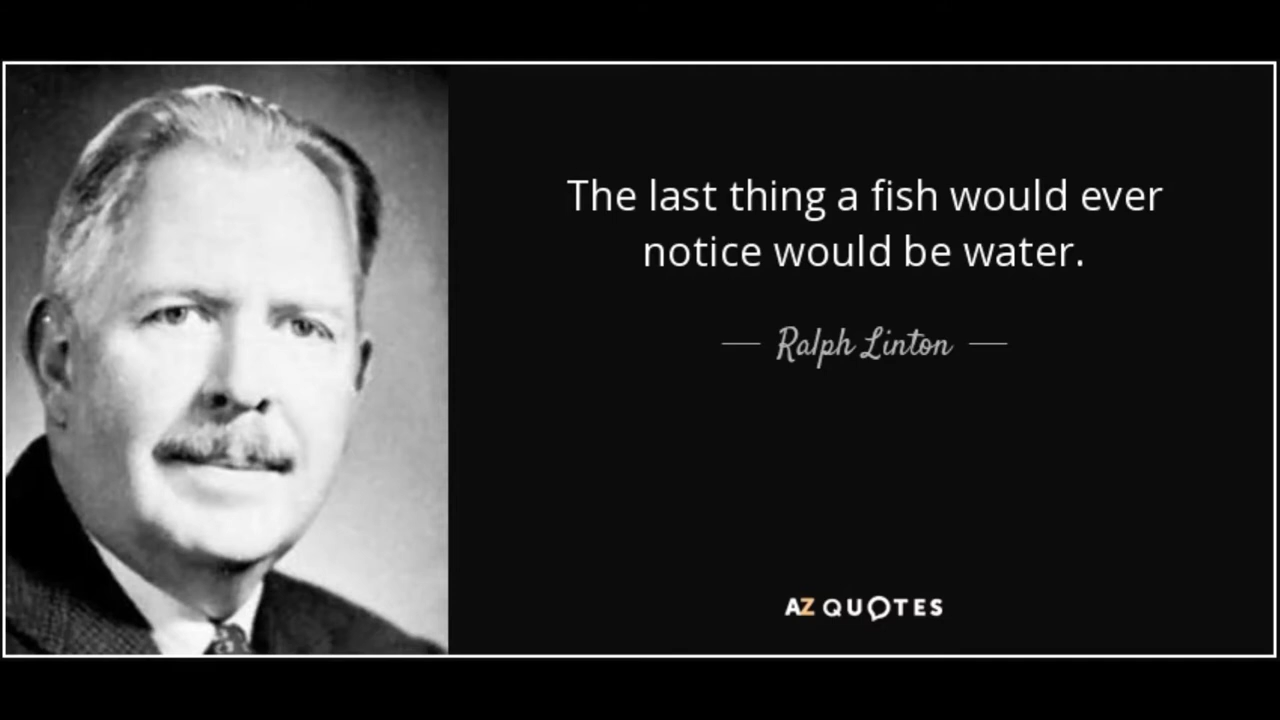 The last thing a fish would ever
notice would be water.
Ralph Linton
AZ QUOTES